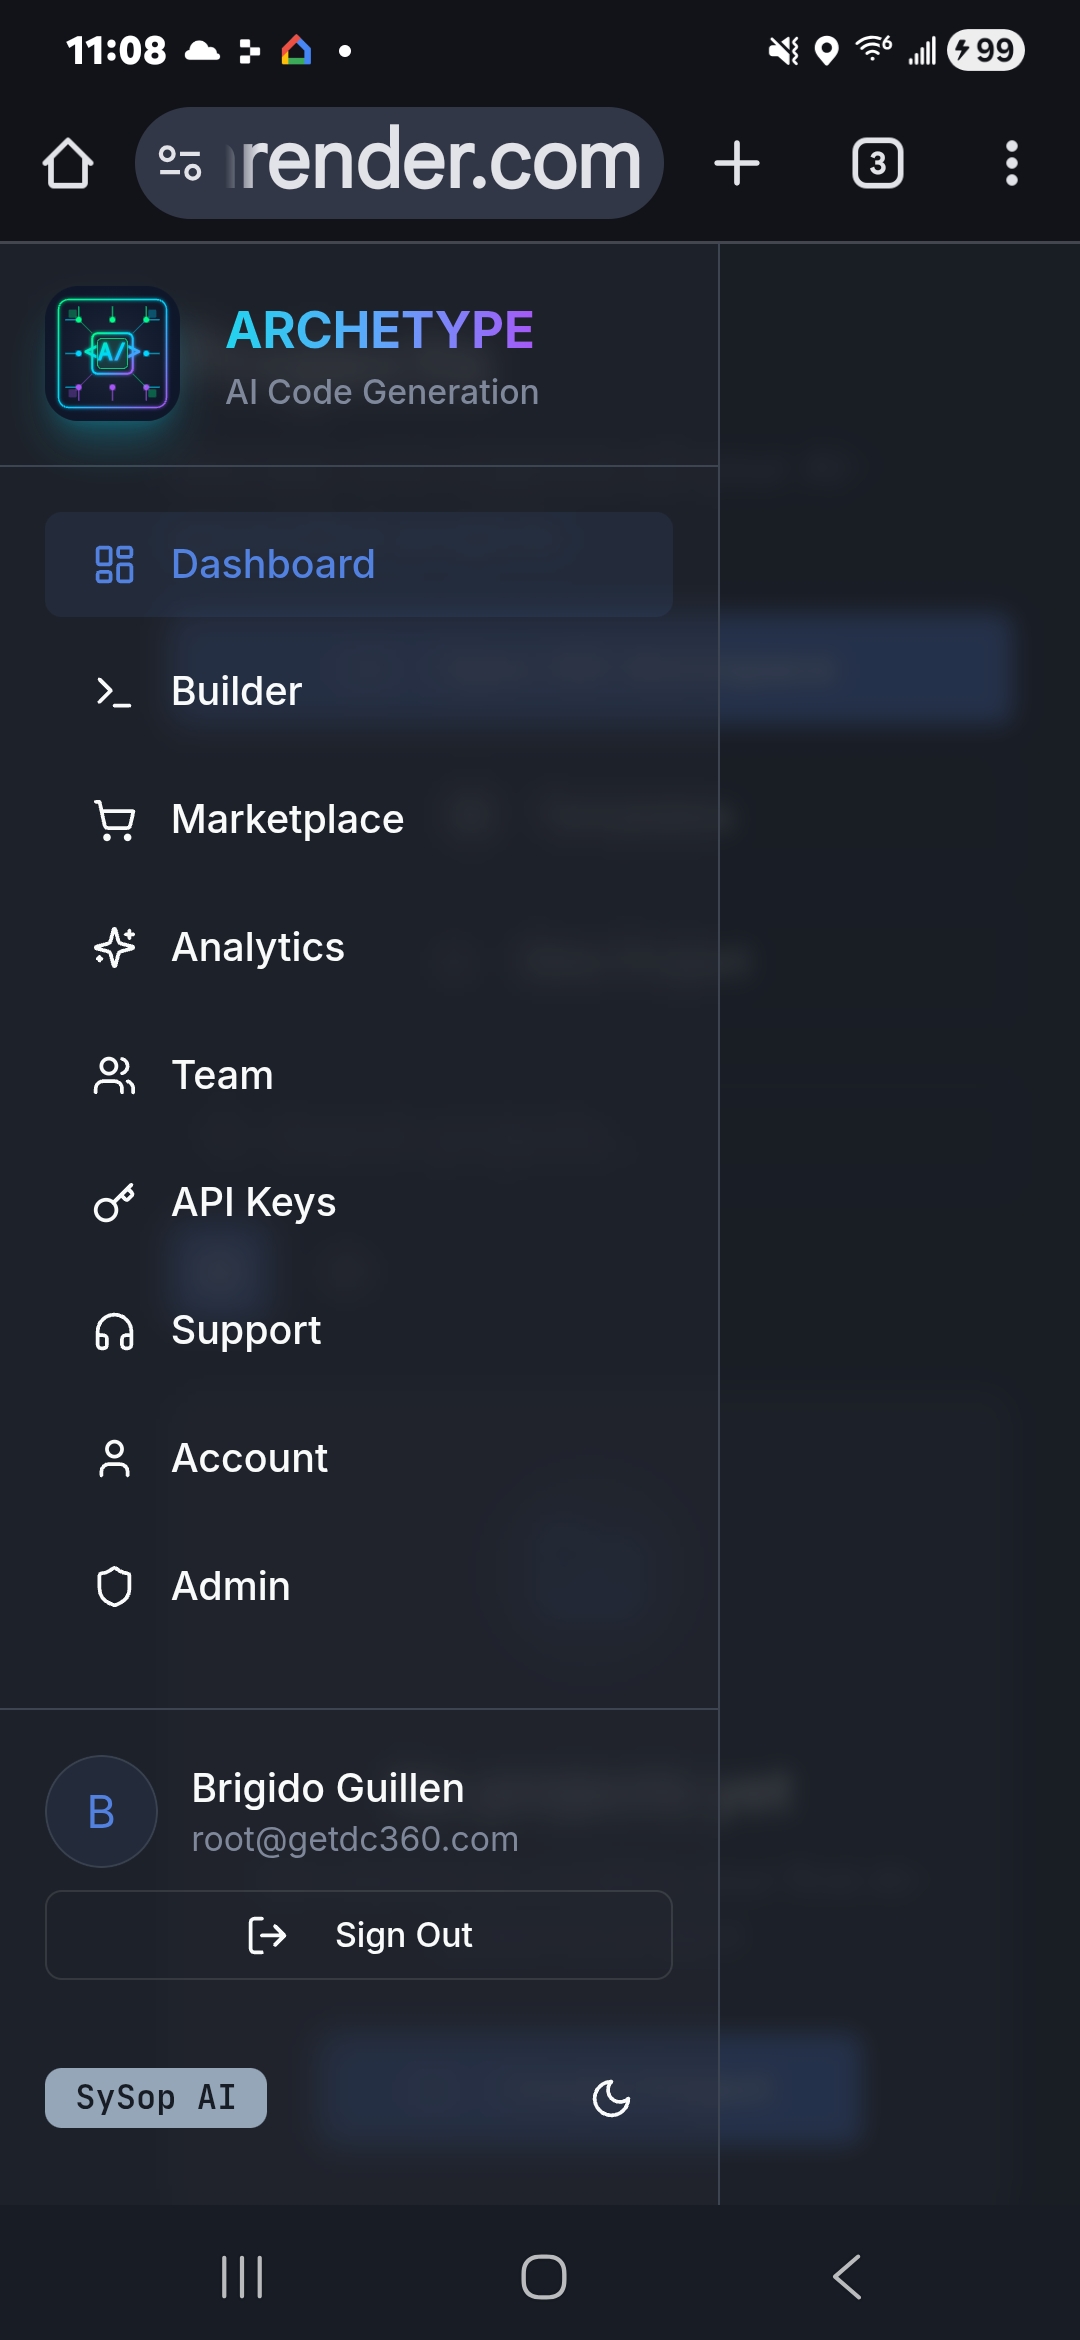 11:08
6
99
render.com
3
<A/>
ARCHETYPE
AI Code Generation
Dashboard
Builder
Marketplace
Analytics
Team
API Keys
Support
Account
Admin
B
Brigido Guillen
root@getdc360.com
Sign Out
SySop AI